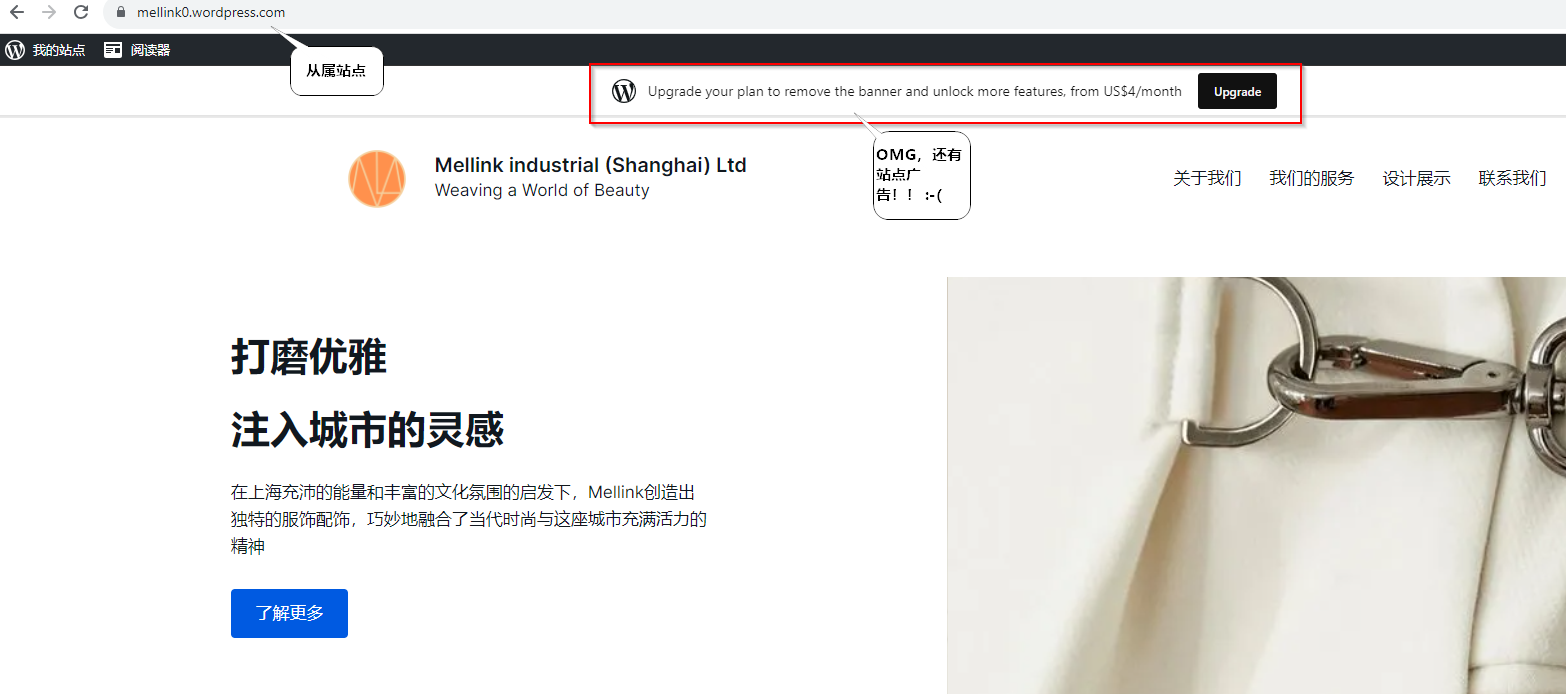 mellink0.wordpress.com
我的站点 阅读器
从属站点
Upgrade your plan to remove the banner and unlock more features, from US$4/month Upgrade
OMG，还有
站点广
告！！:-(
Mellink industrial (Shanghai) Ltd
Weaving a World of Beauty
关于我们 我们的服务 设计展示 联系我们
打磨优雅
注入城市的灵感
在上海充沛的能量和丰富的文化氛围的启发下，Mellink创造出
独特的服饰配饰，巧妙地融合了当代时尚与这座城市充满活力的
精神
了解更多